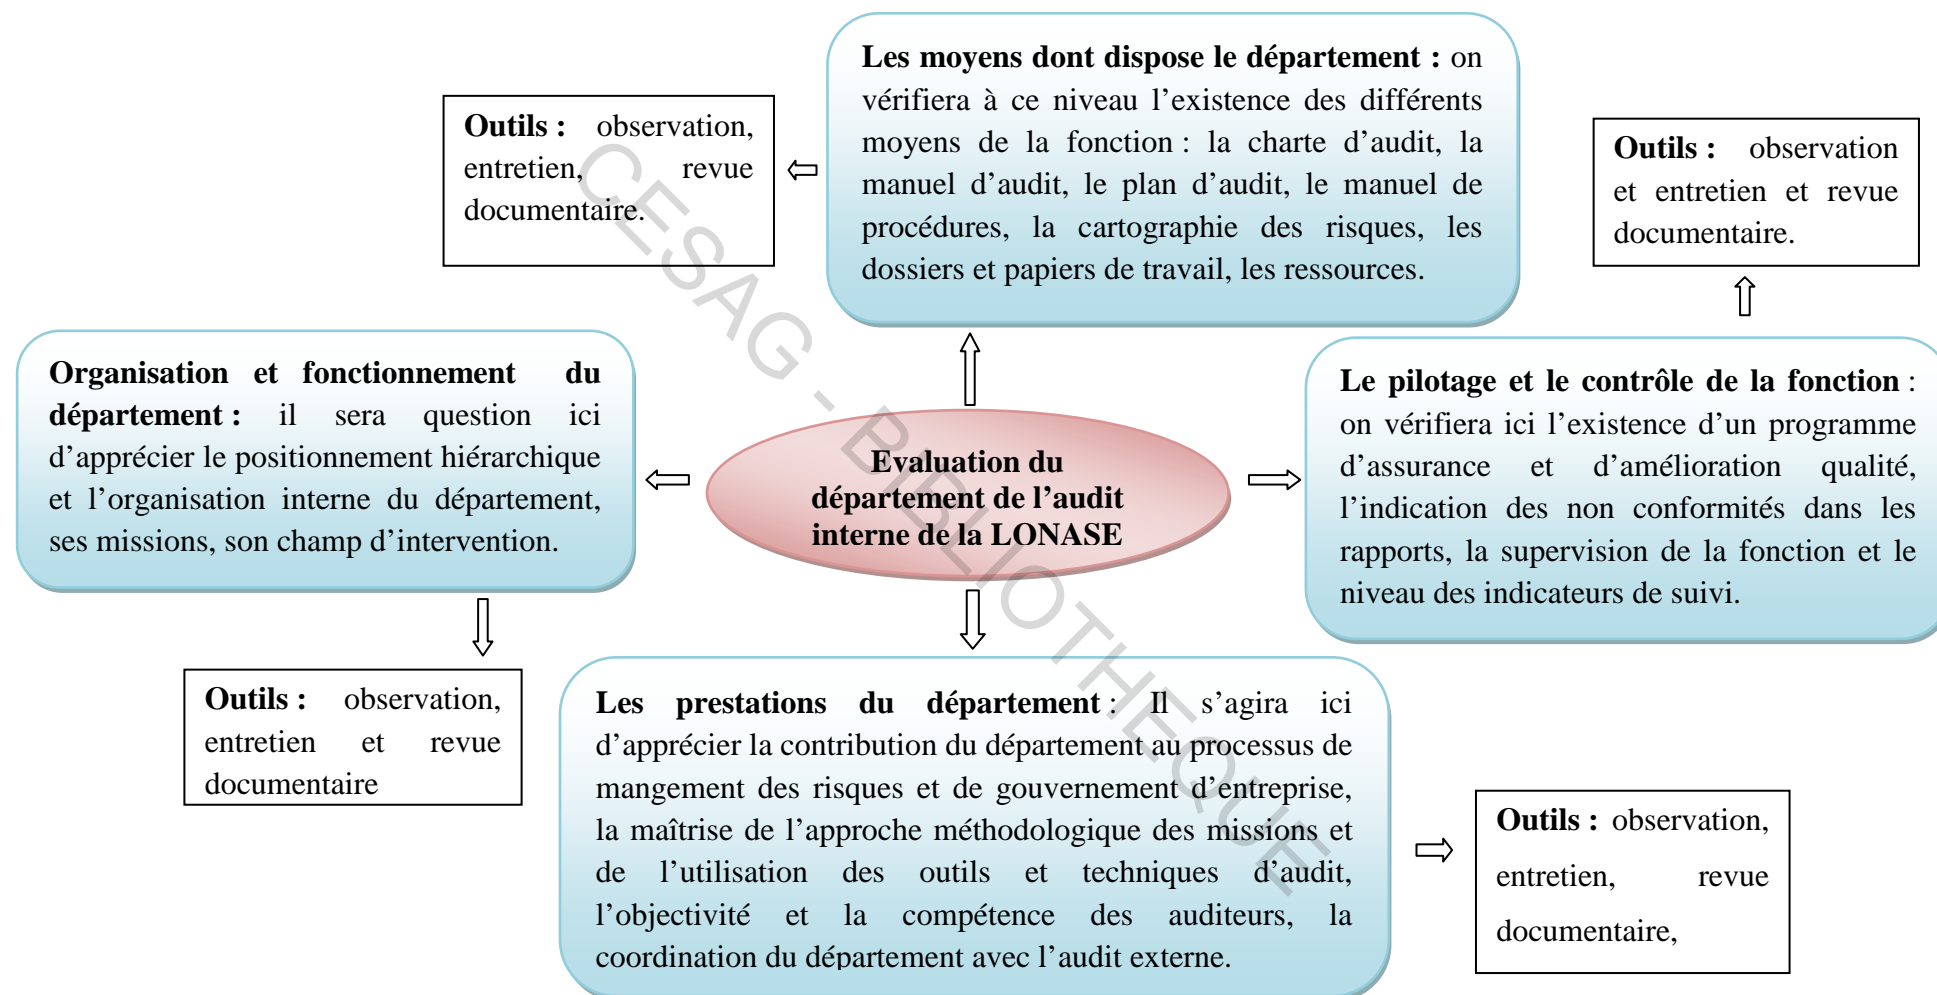 Les moyens dont dispose le département : on
vérifiera à ce niveau l’existence des différents
moyens de la fonction : la charte d’audit, la
manuel d’audit, le plan d’audit, le manuel de
procédures, la cartographie des risques, les
dossiers et papiers de travail, les ressources.
Outils : observation,
entretien, revue
documentaire.
Outils : observation
et entretien et revue
documentaire.
Organisation et fonctionnement du
département : il sera question ici
d’apprécier le positionnement hiérarchique
et l’organisation interne du département,
ses missions, son champ d’intervention.
Evaluation du
département de l’audit
interne de la LONASE
Le pilotage et le contrôle de la fonction :
on vérifiera ici l’existence d’un programme
d’assurance et d’amélioration qualité,
l’indication des non conformités dans les
rapports, la supervision de la fonction et le
niveau des indicateurs de suivi.
Outils : observation,
entretien et revue
documentaire
Les prestations du département : Il s’agira ici
d’apprécier la contribution du département au processus de
mangement des risques et de gouvernement d’entreprise,
la maîtrise de l’approche méthodologique des missions et
de l’utilisation des outils et techniques d’audit,
l’objectivité et la compétence des auditeurs, la
coordination du département avec l’audit externe.
Outils : observation,
entretien, revue
documentaire,
CESAG - BIBLIOTHEQUE